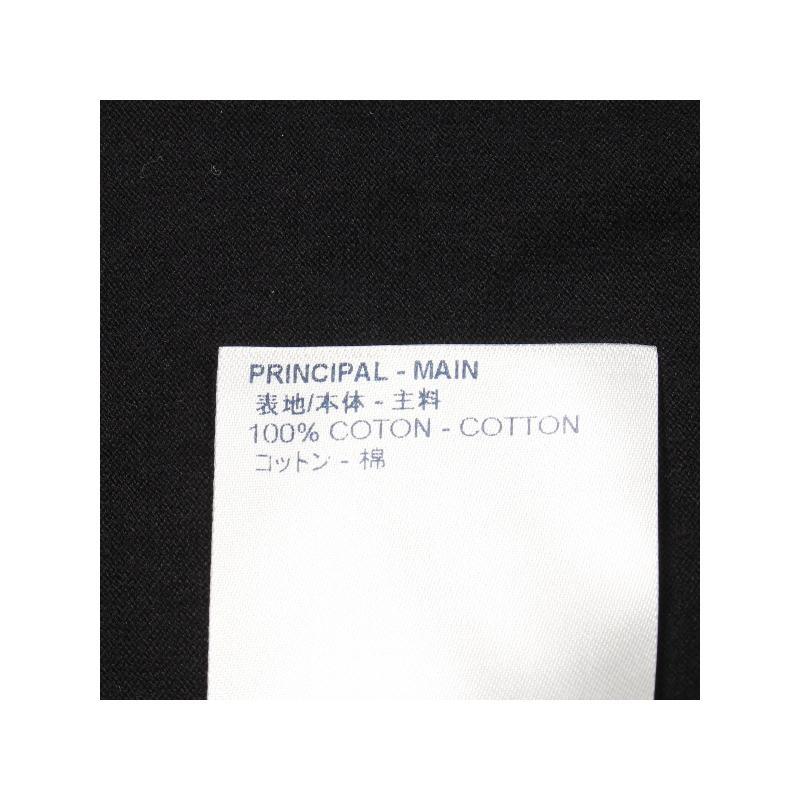 PRINCIPAL - MAIN
表地/本体 - 主料
100% COTON - COTTON
コットン - 棉